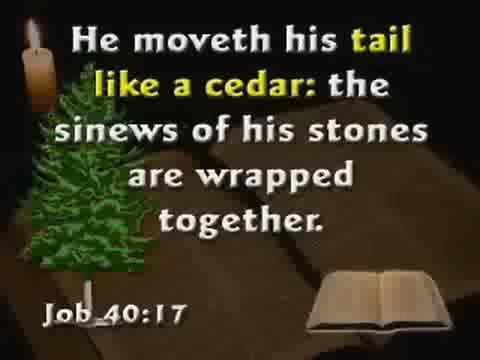 He moveth his tail
like a cedar: the
sinews of his stones
are wrapped
together.
Job 40:17